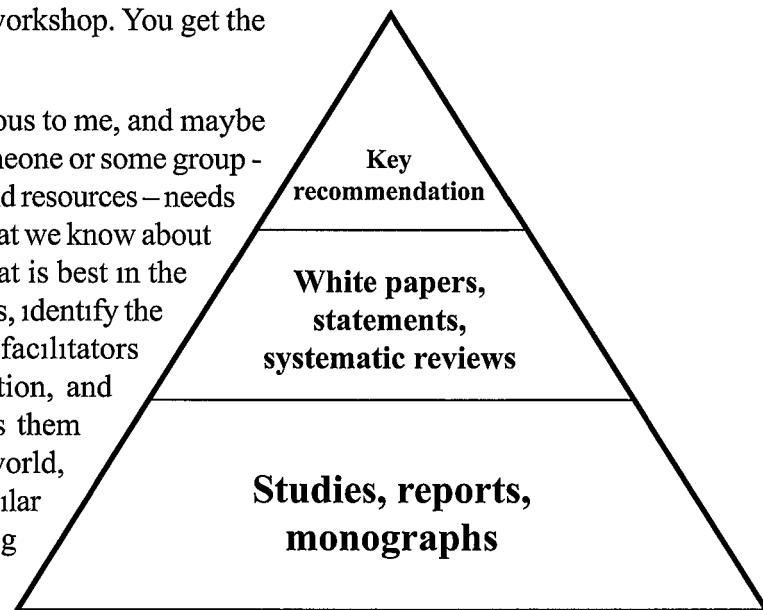 workshop. You get the
ous to me, and maybe
neone or some group -
d resources – needs
at we know about
at is best in the
s, identify the
facilitators
tion, and
s them
world,
ilar
g
Key
recommendation
White papers,
statements,
systematic reviews
Studies, reports,
monographs